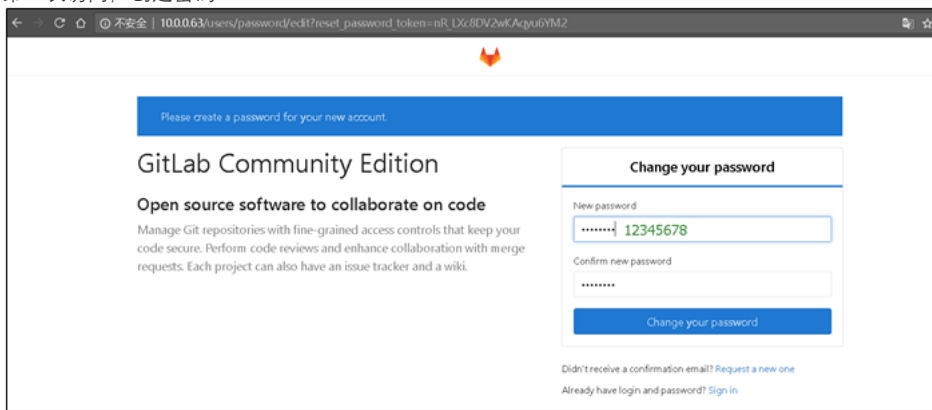 不安全 | 10.0.0.63/users/password/edit?reset_password_token=nR_LXc8DV2wKAqyu6YM2
Please create a password for your new account.
GitLab Community Edition
Open source software to collaborate on code
Manage Git repositories with fine-grained access controls that keep your
code secure. Perform code reviews and enhance collaboration with merge
requests. Each project can also have an issue tracker and a wiki.
Change your password
New password
•••••••• 12345678
Confirm new password
••••••••
Change your password
Didn't receive a confirmation email? Request a new one
Already have login and password? Sign in